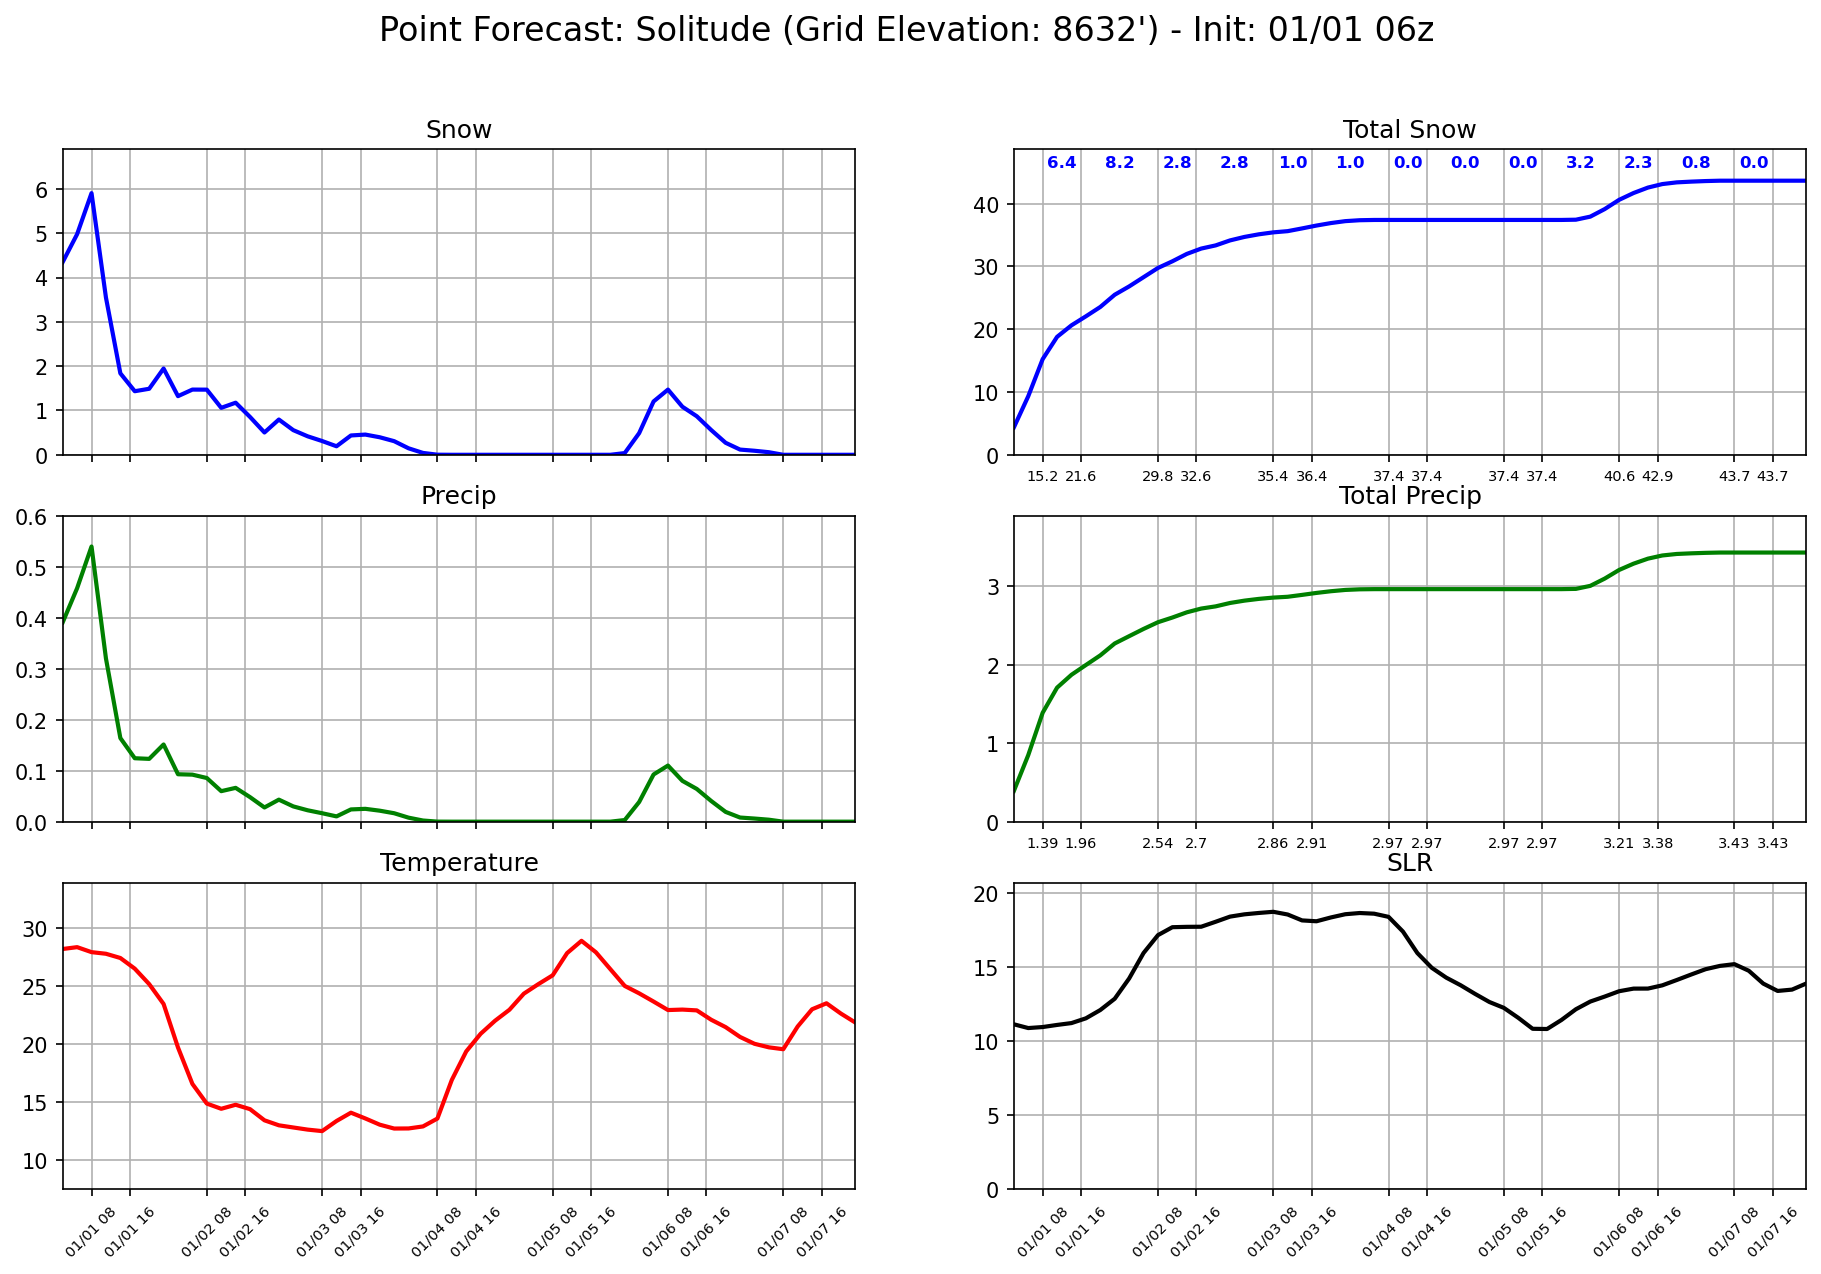 Point Forecast: Solitude (Grid Elevation: 8632') - Init: 01/01 06z
Snow
6
5
4
3
2
1
0
Total Snow
6.4 8.2 2.8 2.8 1.0 1.0 0.0 0.0 0.0 3.2 2.3 0.8 0.0
40
30
20
10
0
15.2 21.6 29.8 32.6 35.4 36.4 37.4 37.4 37.4 37.4 40.6 42.9 43.7 43.7
Precip
0.6
0.5
0.4
0.3
0.2
0.1
0.0
Total Precip
3
2
1
0
1.39 1.96 2.54 2.7 2.86 2.91 2.97 2.97 2.97 2.97 3.21 3.38 3.43 3.43
Temperature
30
25
20
15
10
01/01 08 01/01 16 01/02 08 01/02 16 01/03 08 01/03 16 01/04 08 01/04 16 01/05 08 01/05 16 01/06 08 01/06 16 01/07 08 01/07 16
SLR
20
15
10
5
0
01/01 08 01/01 16 01/02 08 01/02 16 01/03 08 01/03 16 01/04 08 01/04 16 01/05 08 01/05 16 01/06 08 01/06 16 01/07 08 01/07 16